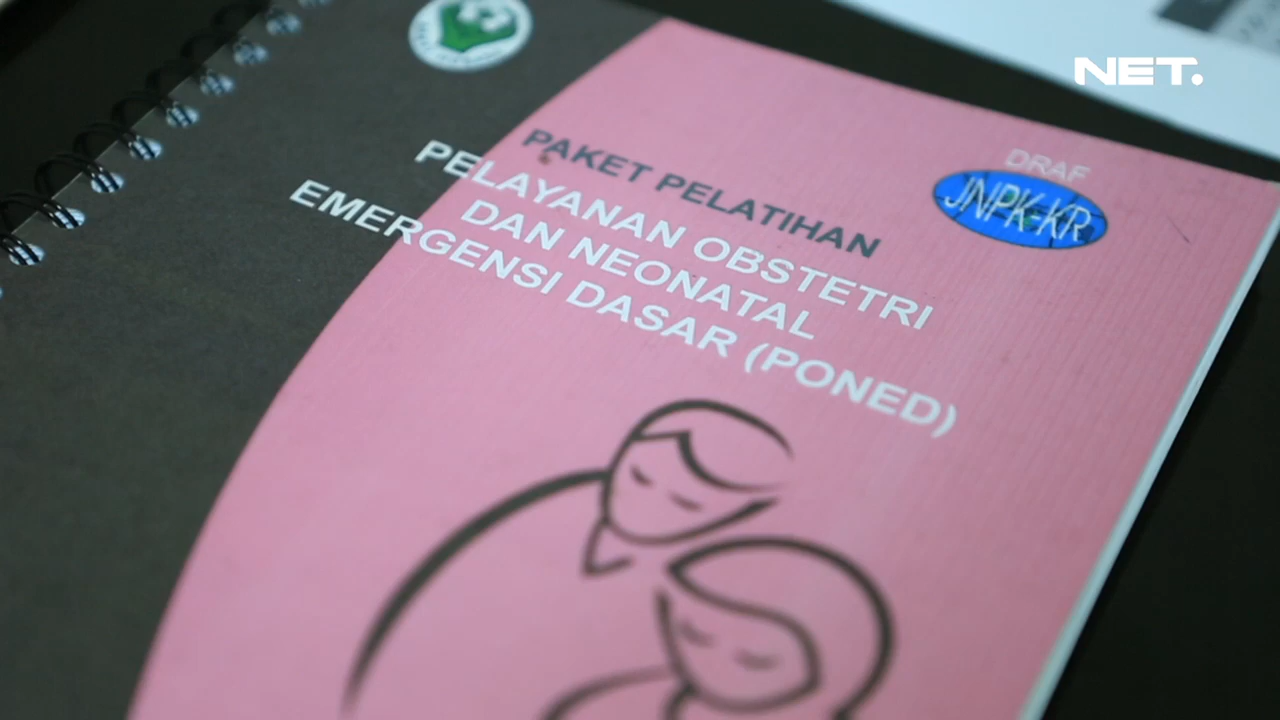 NET.
DRAF
JNPK-KR
PAKET PELATIHAN
PELAYANAN OBSTETRI
DAN NEONATAL
EMERGENSI DASAR (PONED)